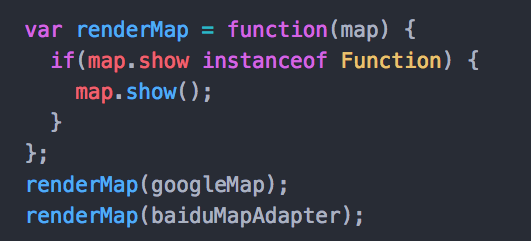 var renderMap = function(map) {
  if(map.show instanceof Function) {
    map.show();
  }
};
renderMap(googleMap);
renderMap(baiduMapAdapter);